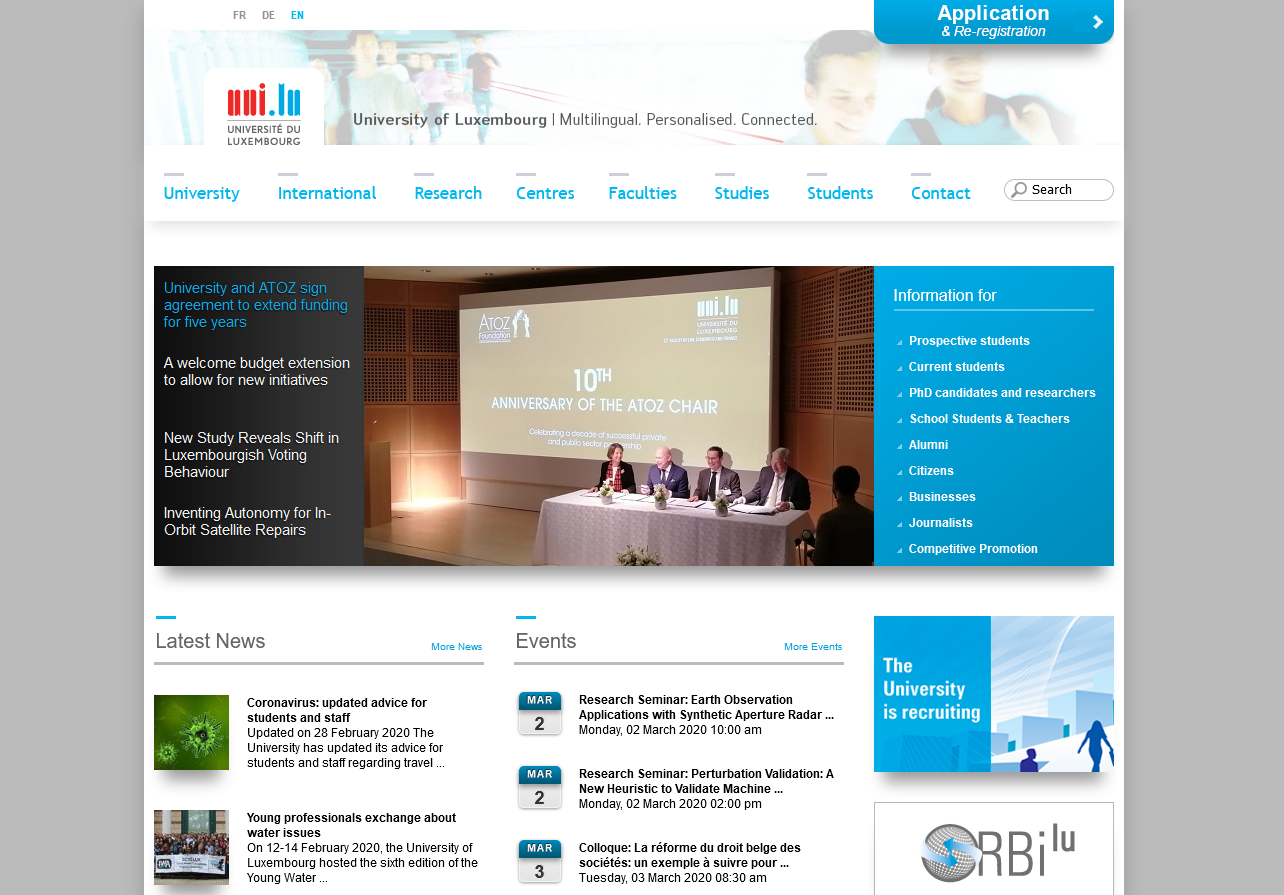 FR DE EN
Application
& Re-registration
uni.lu
UNIVERSITÉ DU
LUXEMBOURG
University of Luxembourg | Multilingual. Personalised. Connected.
University International Research Centres Faculties Studies Students Contact
Search
University and ATOZ sign
agreement to extend funding
for five years
A welcome budget extension
to allow for new initiatives
New Study Reveals Shift in
Luxembourgish Voting
Behaviour
Inventing Autonomy for In-
Orbit Satellite Repairs
ATOZ
Foundation
uni.lu
UNIVERSITÉ DU
LUXEMBOURG
10TH
ANNIVERSARY OF THE ATOZ CHAIR
Celebrating a decade of successful private
and public sector partnership
Information for
Prospective students
Current students
PhD candidates and researchers
School Students & Teachers
Alumni
Citizens
Businesses
Journalists
Competitive Promotion
Latest News
More News
Coronavirus: updated advice for
students and staff
Updated on 28 February 2020 The
University has updated its advice for
students and staff regarding travel ...
Young professionals exchange about
water issues
On 12-14 February 2020, the University of
Luxembourg hosted the sixth edition of the
Young Water ...
Events
More Events
MAR
2
Research Seminar: Earth Observation
Applications with Synthetic Aperture Radar ...
Monday, 02 March 2020 10:00 am
MAR
2
Research Seminar: Perturbation Validation: A
New Heuristic to Validate Machine ...
Monday, 02 March 2020 02:00 pm
MAR
3
Colloque: La réforme du droit belge des
sociétés: un exemple à suivre pour ...
Tuesday, 03 March 2020 08:30 am
The
University
is recruiting
ORBilu